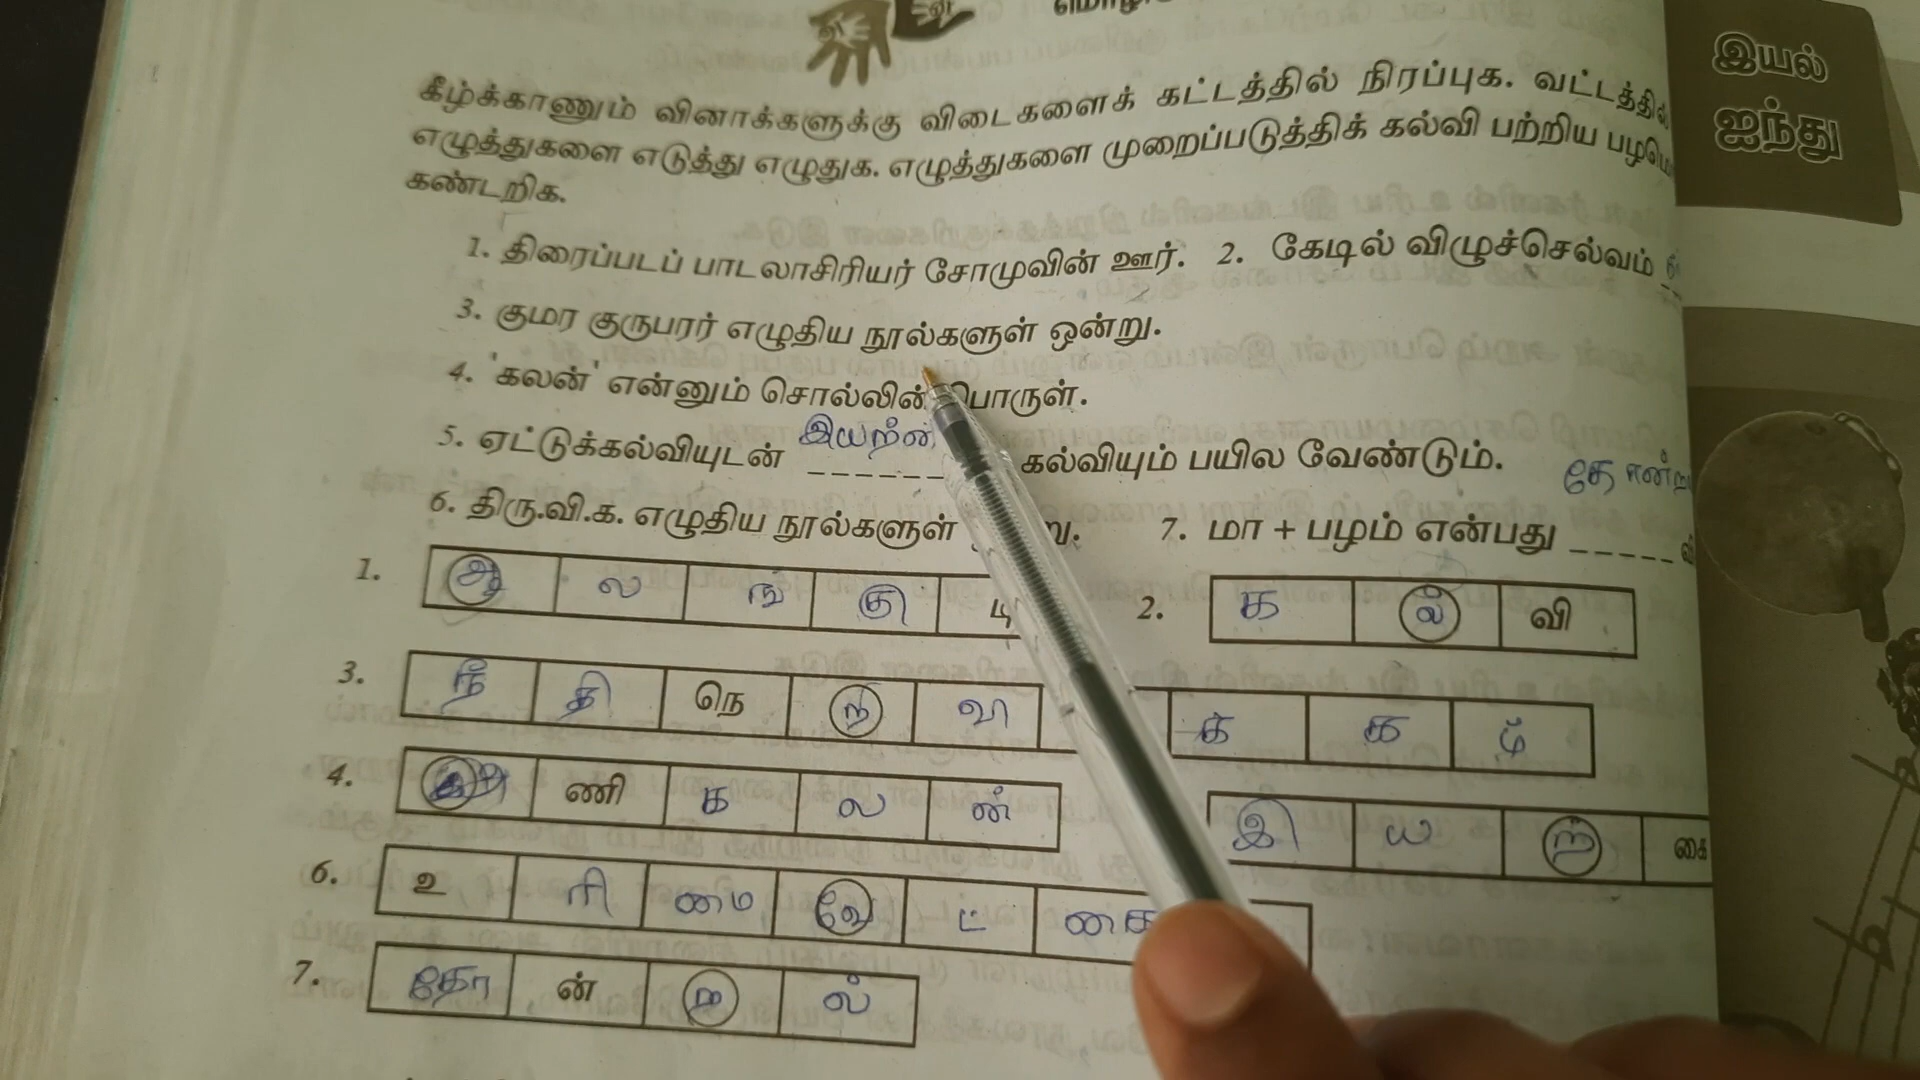 இயல்
ஐந்து
கீழ்க்காணும் வினாக்களுக்கு விடைகளைக் கட்டத்தில் நிரப்புக. வட்டத்தில்
எழுத்துகளை எடுத்து எழுதுக. எழுத்துகளை முறைப்படுத்திக் கல்வி பற்றிய
கண்டறிக.
1. திரைப்படப் பாடலாசிரியர் சோமுவின் ஊர். 2. கேடில் விழுச்செல்வம்
3. குமர குருபரர் எழுதிய நூல்களுள் ஒன்று.
4. 'கலன்' என்னும் சொல்லின் பொருள்.
5. ஏட்டுக்கல்வியுடன் ______ கல்வியும் பயில வேண்டும்.
6. திரு.வி.க. எழுதிய நூல்களுள் 7. மா + பழம் என்பது _____
1. ஆ ல ங் கு டி 2. க ல் வி
3. நீ தி நெ றி வி க் க ம்
4. அ ணி க ல ன் இ ய ற் கை
6. உ ரி மை வே ட் கை
7. தோ ன் ற ல்